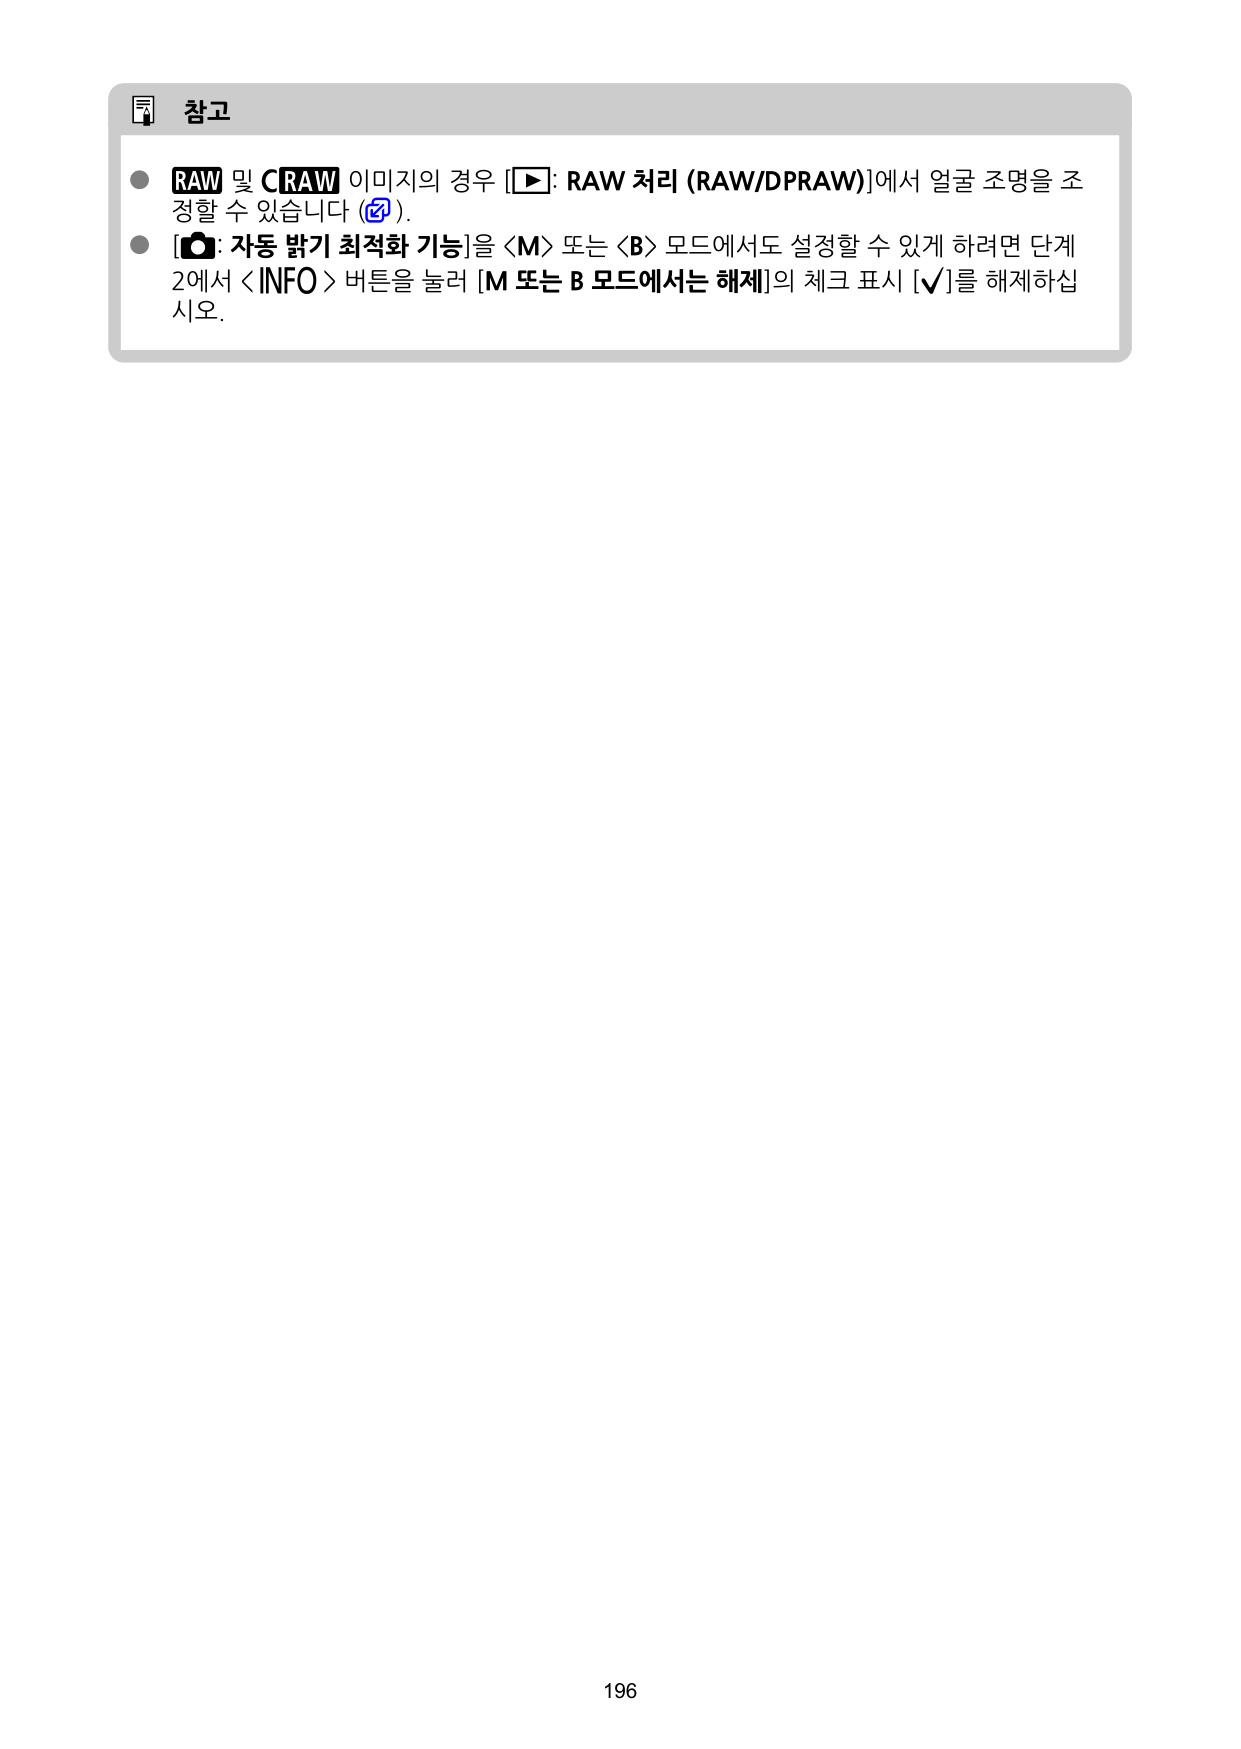 참고
RAW 및 CRAW 이미지의 경우 [▶: RAW 처리 (RAW/DPRAW)]에서 얼굴 조명을 조
정할 수 있습니다 ( ).
[ : 자동 밝기 최적화 기능]을 <M> 또는 <B> 모드에서도 설정할 수 있게 하려면 단계
2에서 < INFO > 버튼을 눌러 [M 또는 B 모드에서는 해제]의 체크 표시 [✓]를 해제하십
시오.
196